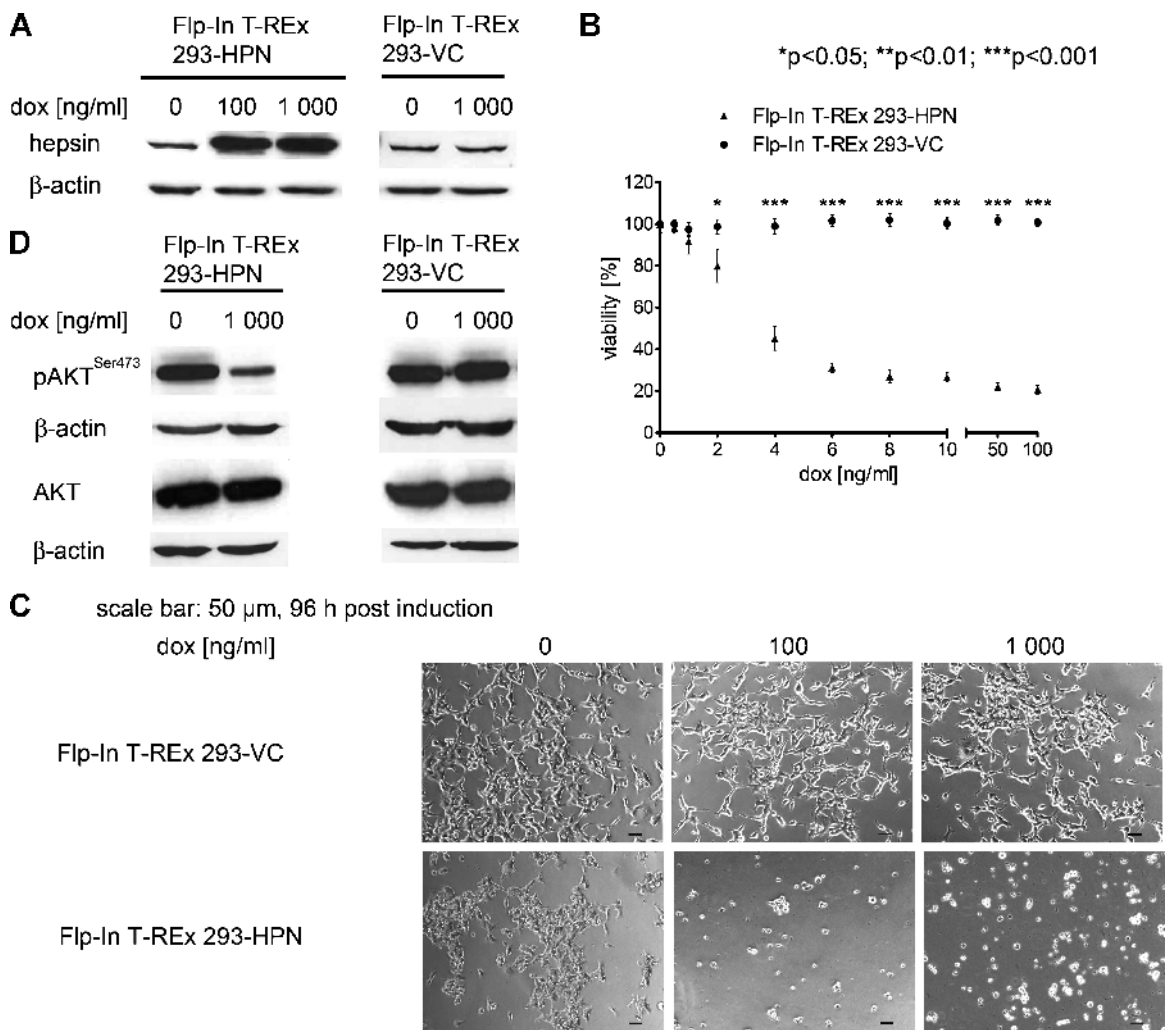 A
Flp-In T-REx
293-HPN
Flp-In T-REx
293-VC
dox [ng/ml] 0 100 1 000 0 1 000
hepsin
β-actin
B
*p<0.05; **p<0.01; ***p<0.001
Flp-In T-REx 293-HPN
Flp-In T-REx 293-VC
120
100
80
60
40
20
0
viability [%]
* *** *** *** *** *** ***
0 2 4 6 8 10 50 100
dox [ng/ml]
D
Flp-In T-REx
293-HPN
Flp-In T-REx
293-VC
dox [ng/ml] 0 1 000 0 1 000
pAKTSer473
β-actin
AKT
β-actin
C
scale bar: 50 µm, 96 h post induction
dox [ng/ml] 0 100 1 000
Flp-In T-REx 293-VC
Flp-In T-REx 293-HPN